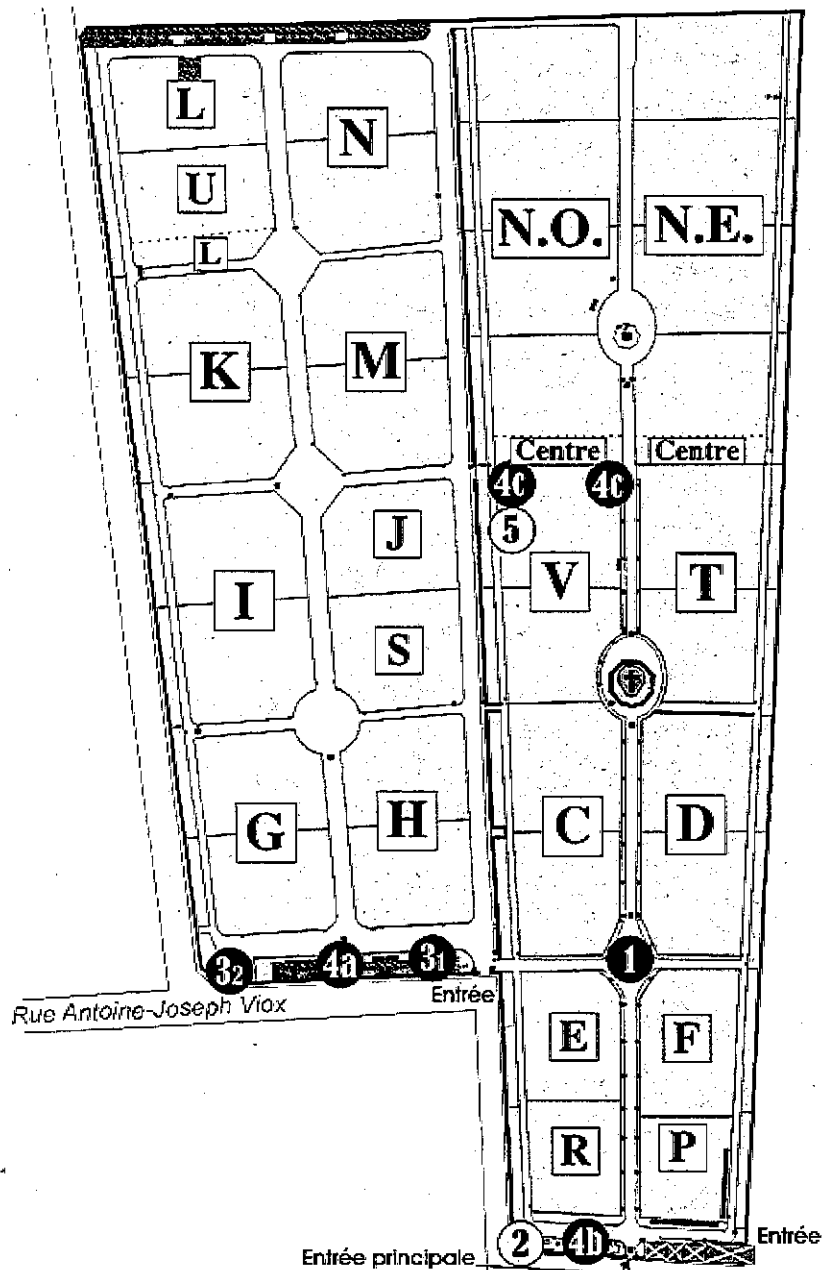 L
N
U
N.O.
N.E.
L
K
M
Centre
Centre
4C
4C
J
5
I
V
T
S
G
H
C
D
32
4a
31
1
Entrée
Rue Antoine-Joseph Viox
E
F
R
P
2
4b
Entrée
Entrée principale